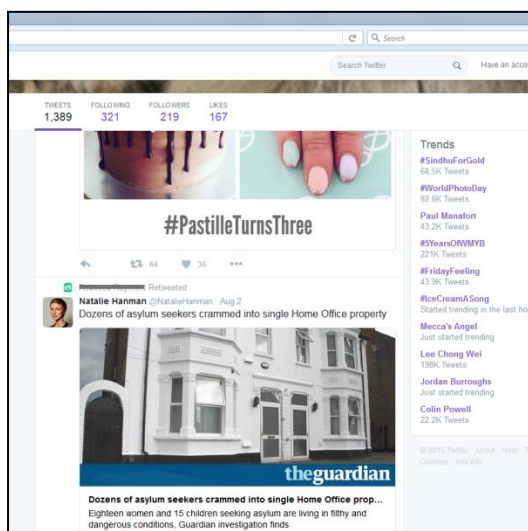 Search
Search Twitter
Have an acco
TWEETS FOLLOWING FOLLOWERS LIKES
1,389 321 219 167
#PastilleTurnsThree
64 36
Retweeted
Natalie Hanman @NatalieHanman · Aug 2
Dozens of asylum seekers crammed into single Home Office property
theguardian
Dozens of asylum seekers crammed into single Home Office prop...
Eighteen women and 15 children seeking asylum are living in filthy and
dangerous conditions, Guardian investigation finds
Trends
#SindhuForGold
68.5K Tweets
#WorldPhotoDay
92.6K Tweets
Paul Manafort
43.2K Tweets
#5YearsOfWMYB
221K Tweets
#FridayFeeling
43.9K Tweets
#IceCreamASong
Started trending in the last ho
Mecca's Angel
Just started trending
Lee Chong Wei
198K Tweets
Jordan Burroughs
Just started trending
Colin Powell
22.2K Tweets
© 2016 Twitter About Help T
Cookies Ads info